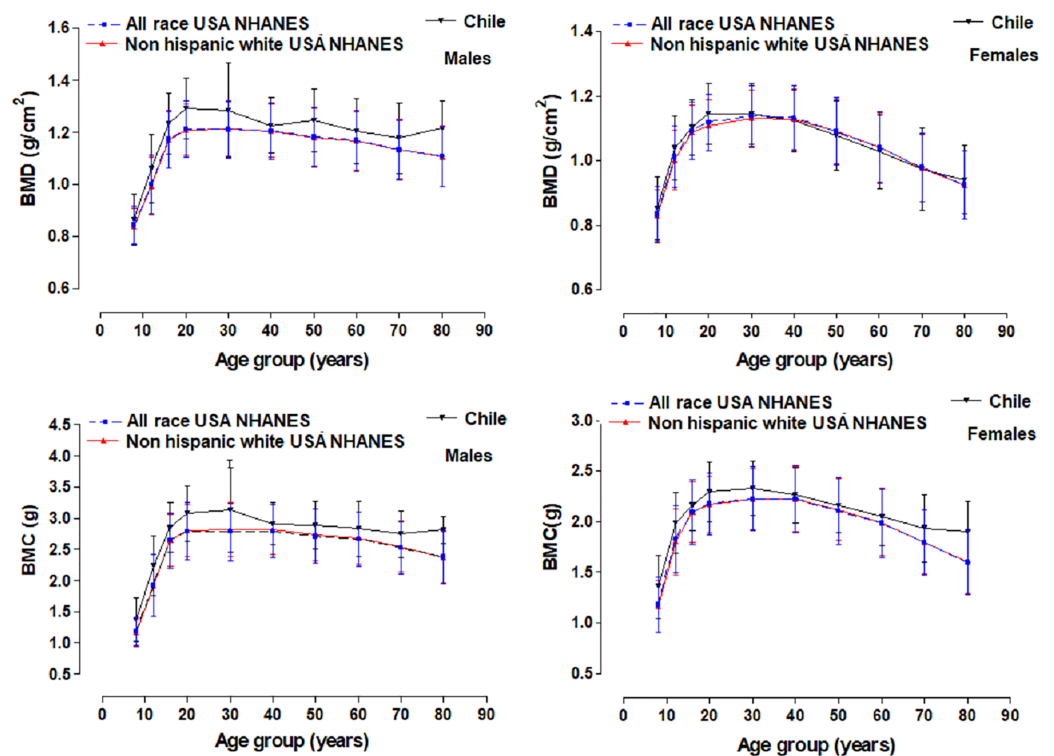 All race USA NHANES
Non hispanic white USA NHANES
Chile
Males
BMD (g/cm2)
1.6
1.4
1.2
1.0
0.8
0.6
0 10 20 30 40 50 60 70 80 90
Age group (years)
All race USA NHANES
Non hispanic white USA NHANES
Chile
Females
BMD (g/cm2)
1.4
1.2
1.0
0.8
0.6
0 10 20 30 40 50 60 70 80 90
Age group (years)
All race USA NHANES
Non hispanic white USA NHANES
Chile
Males
BMC (g)
4.5
4.0
3.5
3.0
2.5
2.0
1.5
1.0
0.5
0 10 20 30 40 50 60 70 80 90
Age group (years)
All race USA NHANES
Non hispanic white USA NHANES
Chile
Females
BMC(g)
3.0
2.5
2.0
1.5
1.0
0.5
0 10 20 30 40 50 60 70 80 90
Age group (years)